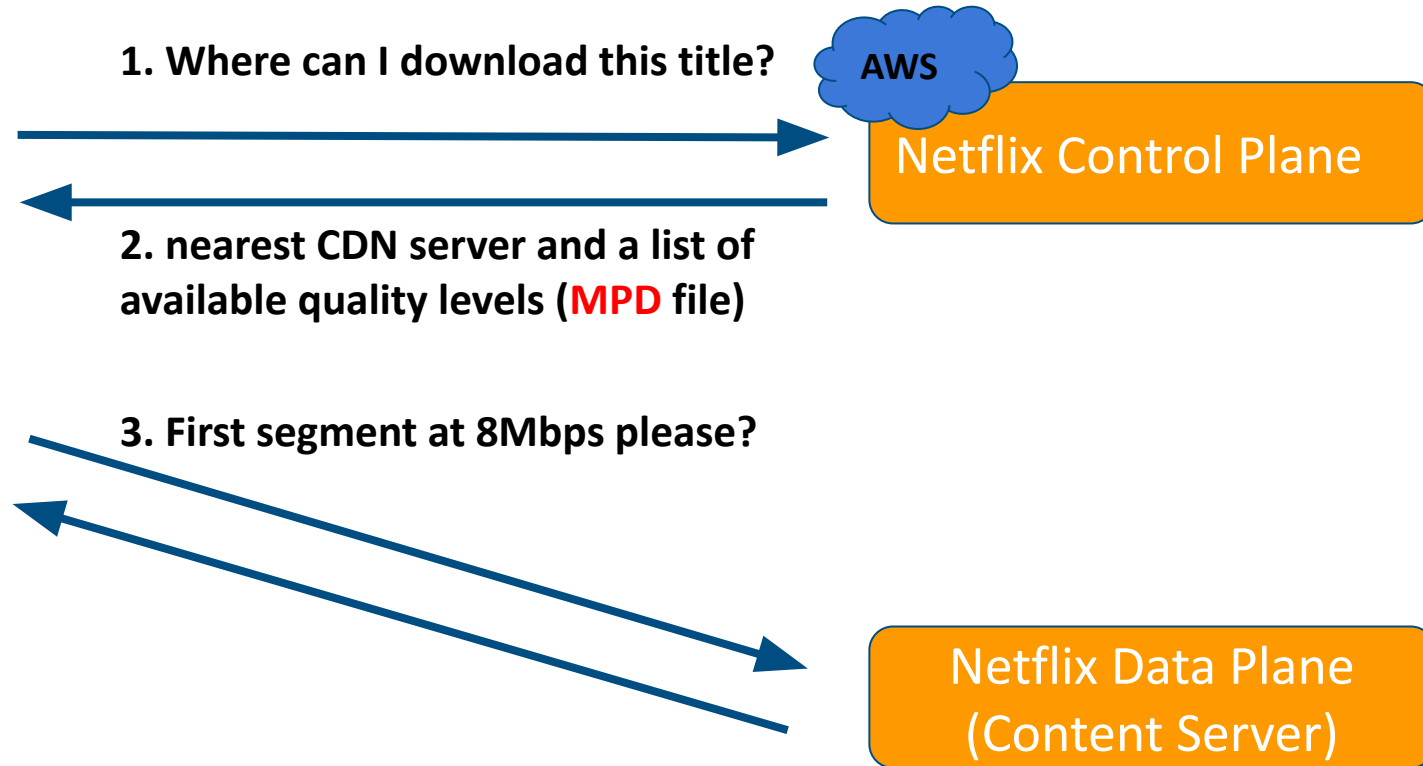 1. Where can I download this title?
AWS
Netflix Control Plane
2. nearest CDN server and a list of
available quality levels (MPD file)
3. First segment at 8Mbps please?
Netflix Data Plane
(Content Server)